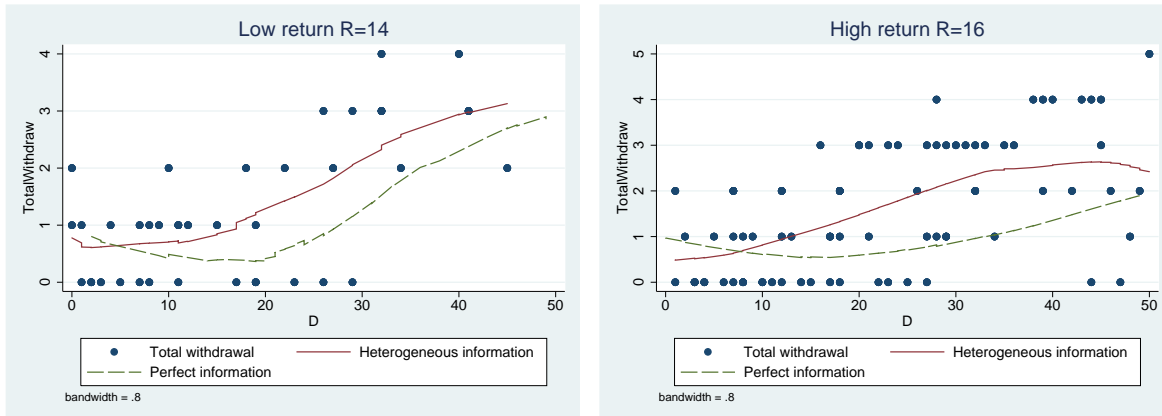 Low return R=14
4
3
2
1
0
TotalWithdraw
0 10 20 30 40 50
D
Total withdrawal Heterogeneous information
Perfect information
bandwidth = .8
High return R=16
5
4
3
2
1
0
TotalWithdraw
0 10 20 30 40 50
D
Total withdrawal Heterogeneous information
Perfect information
bandwidth = .8